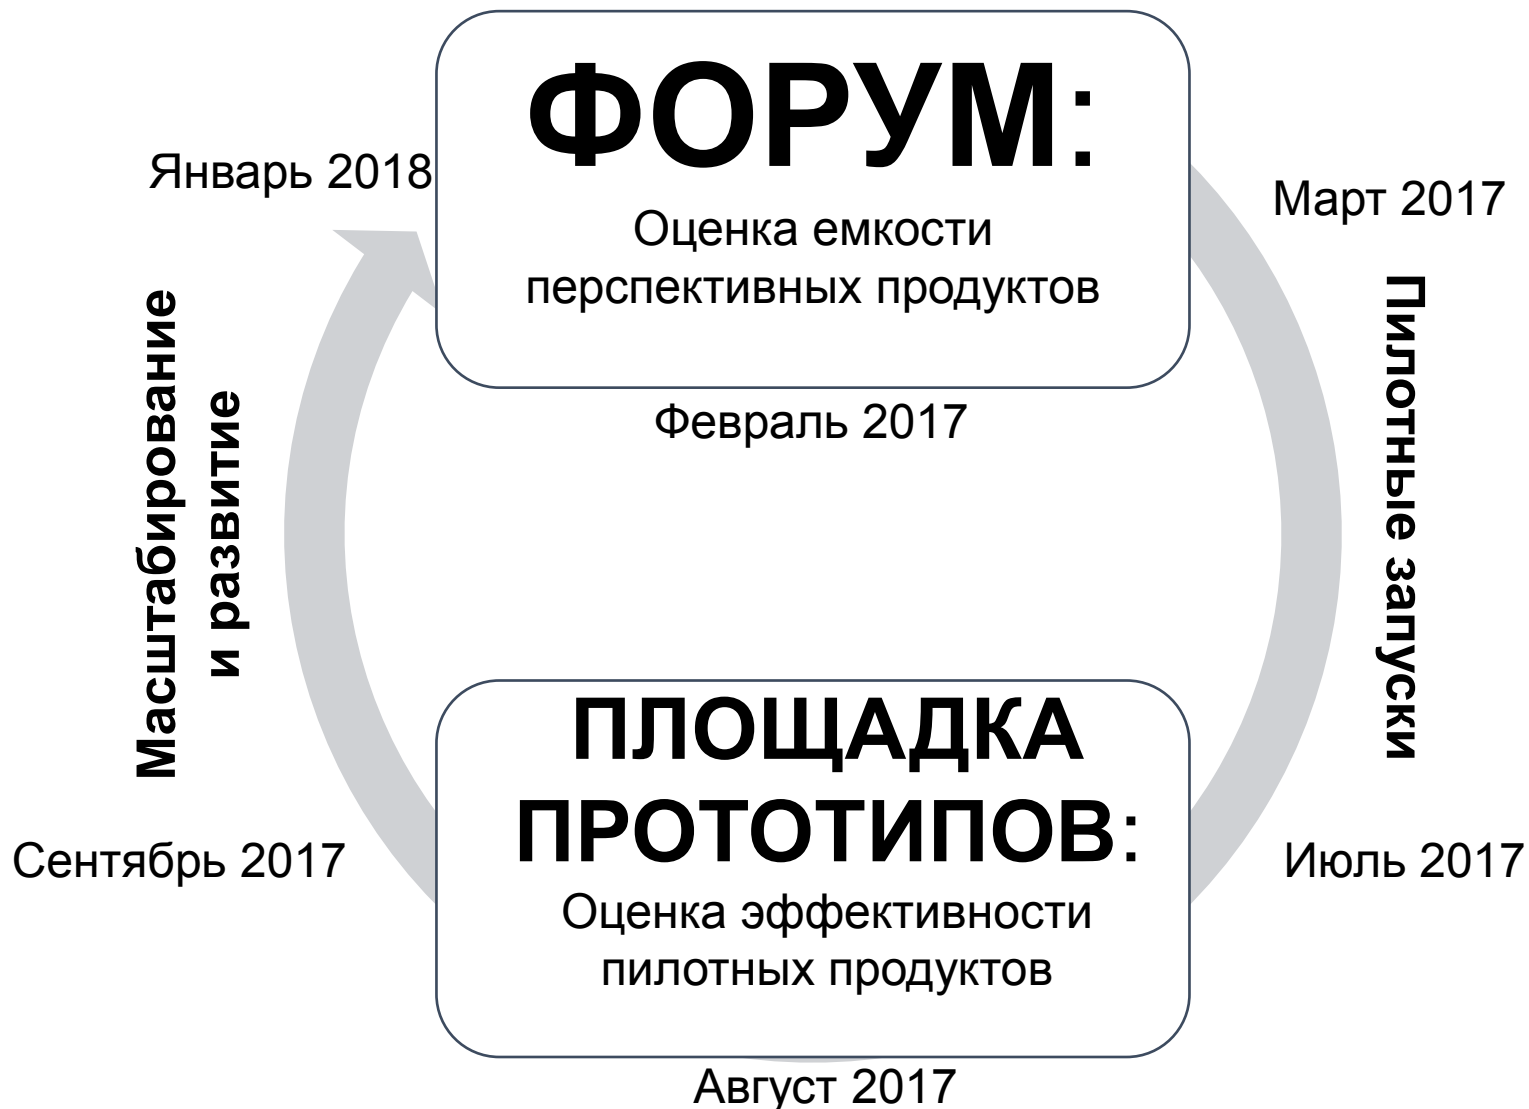 ФОРУМ:
Оценка емкости
перспективных продуктов
Февраль 2017
Март 2017
Пилотные запуски
Июль 2017
ПЛОЩАДКА
ПРОТОТИПОВ:
Оценка эффективности
пилотных продуктов
Август 2017
Сентябрь 2017
Масштабирование
и развитие
Январь 2018